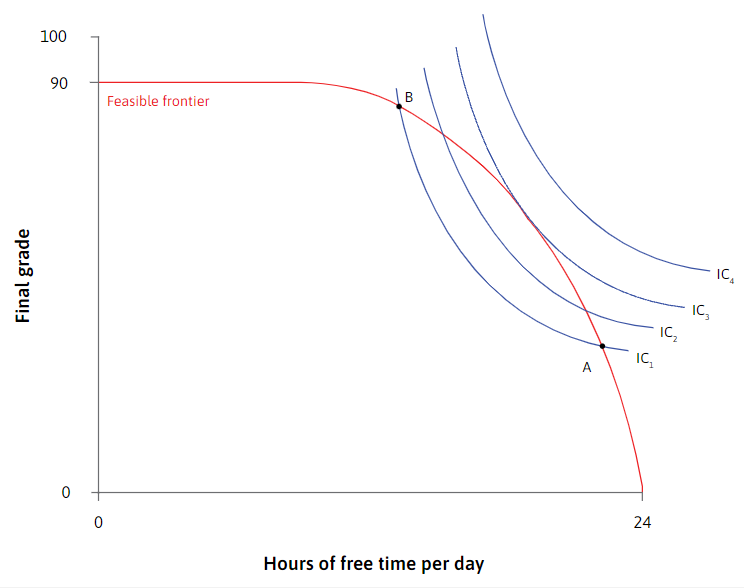 100
90
Feasible frontier
B
Final grade
IC4
IC3
IC2
IC1
A
0
0
24
Hours of free time per day